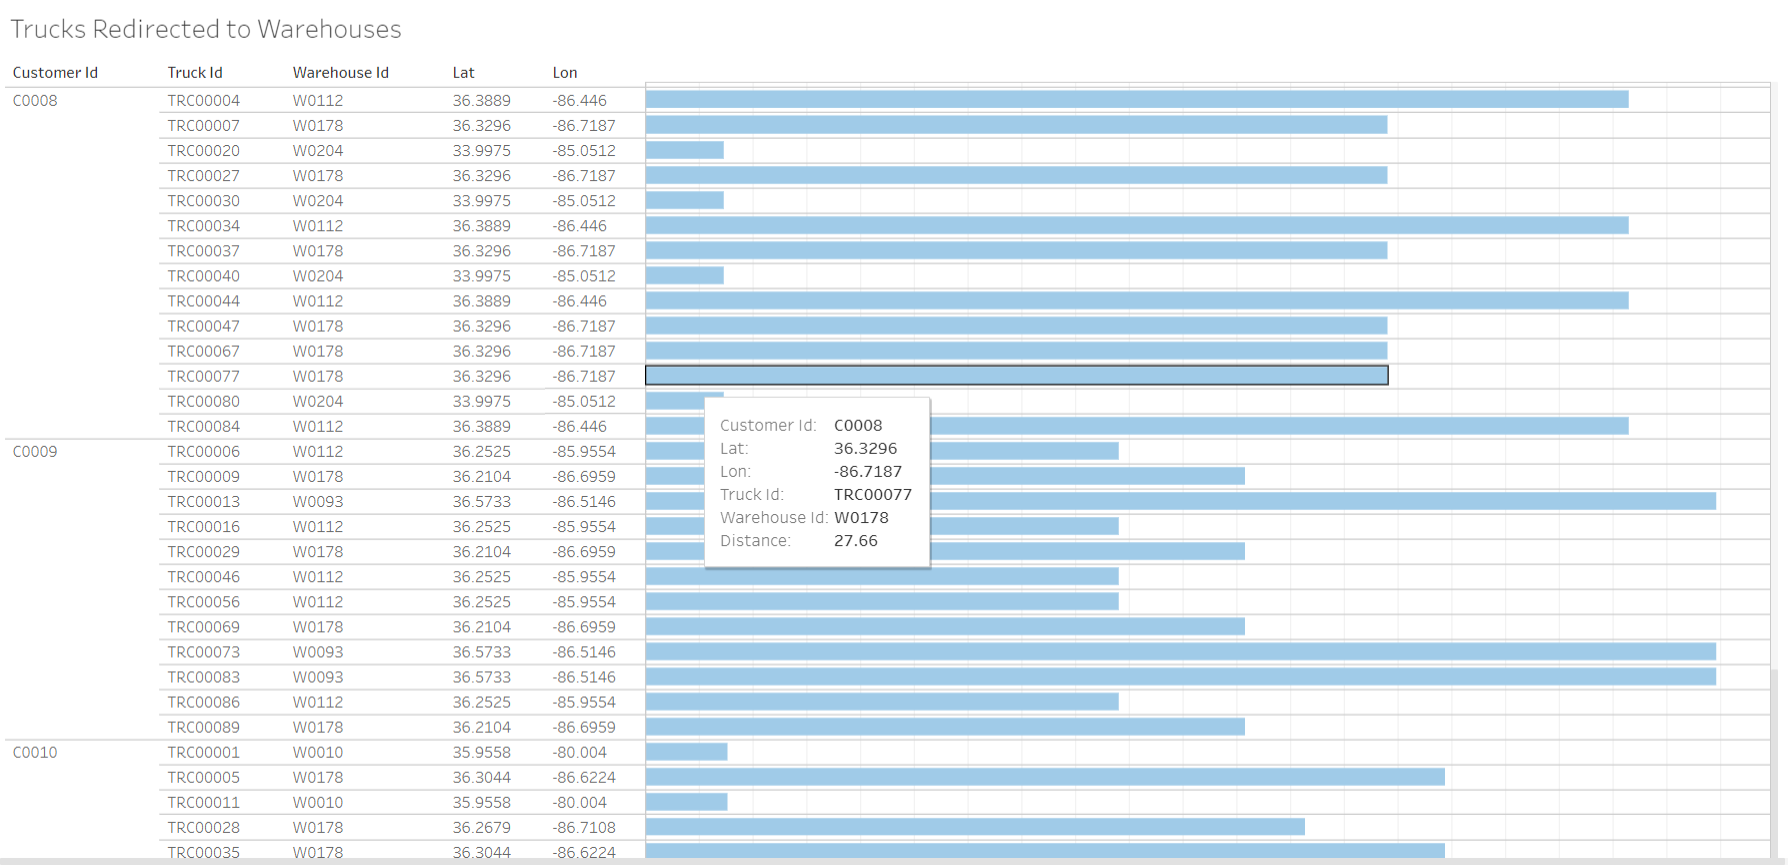 Trucks Redirected to Warehouses
Customer Id Truck Id Warehouse Id Lat Lon
C0008 TRC00004 W0112 36.3889 -86.446
TRC00007 W0178 36.3296 -86.7187
TRC00020 W0204 33.9975 -85.0512
TRC00027 W0178 36.3296 -86.7187
TRC00030 W0204 33.9975 -85.0512
TRC00034 W0112 36.3889 -86.446
TRC00037 W0178 36.3296 -86.7187
TRC00040 W0204 33.9975 -85.0512
TRC00044 W0112 36.3889 -86.446
TRC00047 W0178 36.3296 -86.7187
TRC00067 W0178 36.3296 -86.7187
TRC00077 W0178 36.3296 -86.7187
TRC00080 W0204 33.9975 -85.0512
TRC00084 W0112 36.3889 -86.446
C0009 TRC00006 W0112 36.2525 -85.9554
TRC00009 W0178 36.2104 -86.6959
TRC00013 W0093 36.5733 -86.5146
TRC00016 W0112 36.2525 -85.9554
TRC00029 W0178 36.2104 -86.6959
TRC00046 W0112 36.2525 -85.9554
TRC00056 W0112 36.2525 -85.9554
TRC00069 W0178 36.2104 -86.6959
TRC00073 W0093 36.5733 -86.5146
TRC00083 W0093 36.5733 -86.5146
TRC00086 W0112 36.2525 -85.9554
TRC00089 W0178 36.2104 -86.6959
C0010 TRC00001 W0010 35.9558 -80.004
TRC00005 W0178 36.3044 -86.6224
TRC00011 W0010 35.9558 -80.004
TRC00028 W0178 36.2679 -86.7108
TRC00035 W0178 36.3044 -86.6224
Customer Id: C0008
Lat: 36.3296
Lon: -86.7187
Truck Id: TRC00077
Warehouse Id: W0178
Distance: 27.66